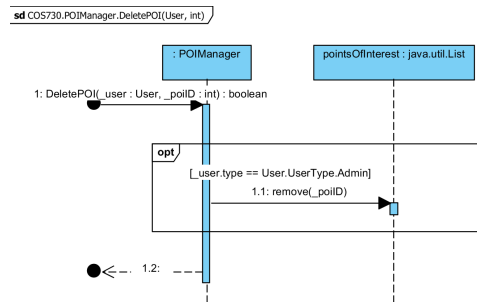 sd COS730.POIManager.DeletePOI(User, int)
: POIManager
pointsOfInterest : java.util.List
1: DeletePOI(_user : User, _poiID : int) : boolean
opt
[_user.type == User.UserType.Admin]
1.1: remove(_poiID)
1.2: